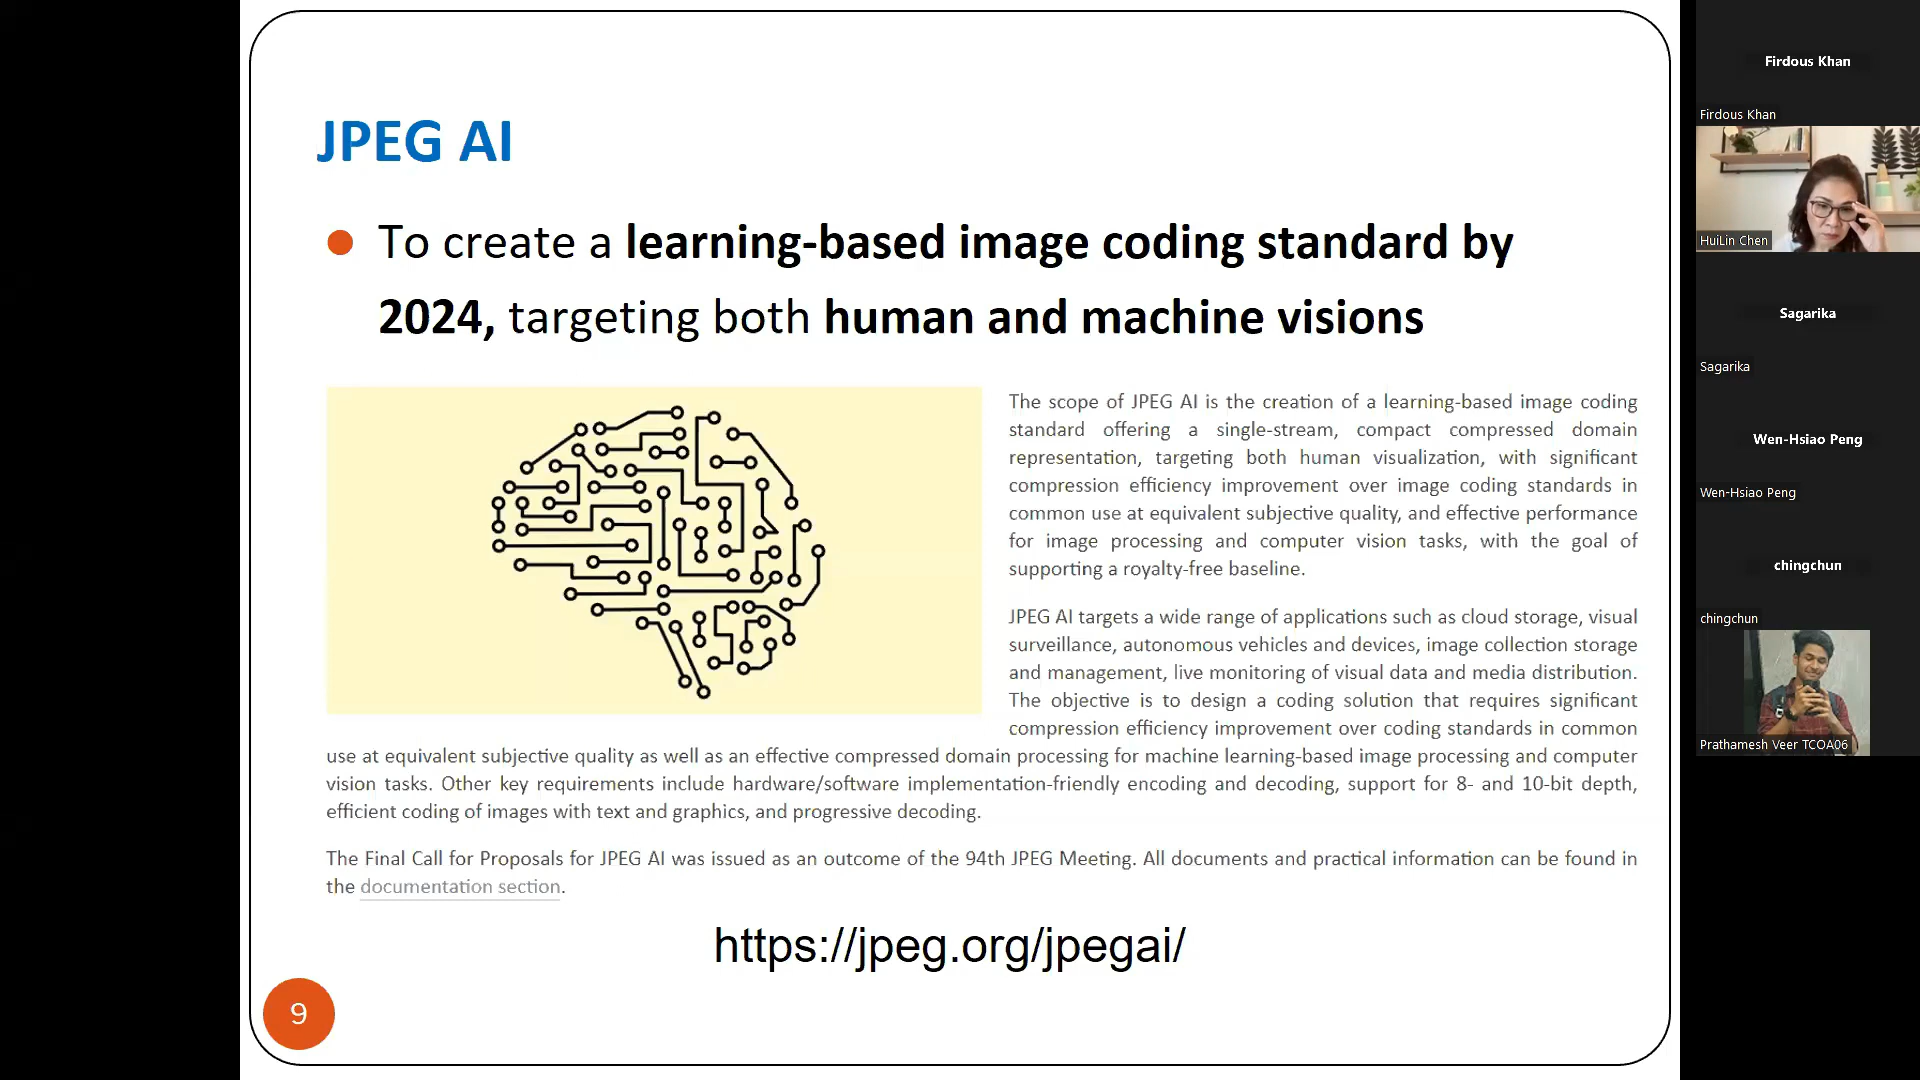 JPEG AI
To create a learning-based image coding standard by
2024, targeting both human and machine visions
The scope of JPEG AI is the creation of a learning-based image coding
standard offering a single-stream, compact compressed domain
representation, targeting both human visualization, with significant
compression efficiency improvement over image coding standards in
common use at equivalent subjective quality, and effective performance
for image processing and computer vision tasks, with the goal of
supporting a royalty-free baseline.
JPEG AI targets a wide range of applications such as cloud storage, visual
surveillance, autonomous vehicles and devices, image collection storage
and management, live monitoring of visual data and media distribution.
The objective is to design a coding solution that requires significant
compression efficiency improvement over coding standards in common
use at equivalent subjective quality as well as an effective compressed domain processing for machine learning-based image processing and computer
vision tasks. Other key requirements include hardware/software implementation-friendly encoding and decoding, support for 8- and 10-bit depth,
efficient coding of images with text and graphics, and progressive decoding.
The Final Call for Proposals for JPEG AI was issued as an outcome of the 94th JPEG Meeting. All documents and practical information can be found in
the documentation section.
https://jpeg.org/jpegai/
9
Firdous Khan
Firdous Khan
HuiLin Chen
Sagarika
Sagarika
Wen-Hsiao Peng
Wen-Hsiao Peng
chingchun
chingchun
Prathamesh Veer TCOA06